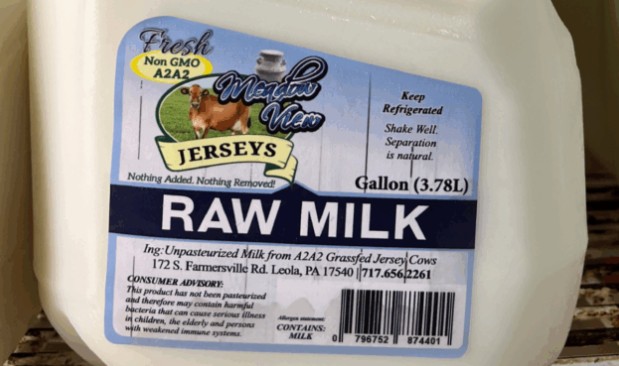 Fresh
Non GMO
A2A2
Meadow
View
JERSEYS
Nothing Added. Nothing Removed!
Keep
Refrigerated
Shake Well.
Separation
is natural.
Gallon (3.78L)
RAW MILK
Ing: Unpasteurized Milk from A2A2 Grassfed Jersey Cows
172 S. Farmersville Rd. Leola, PA 17540 | 717.656.2261
CONSUMER ADVISORY:
This product has not been pasteurized
and therefore may contain harmful
bacteria that can cause serious illness
in children, the elderly and persons
with weakened immune systems.
Allergen
CONTAINS:
MILK
0 796752 874401